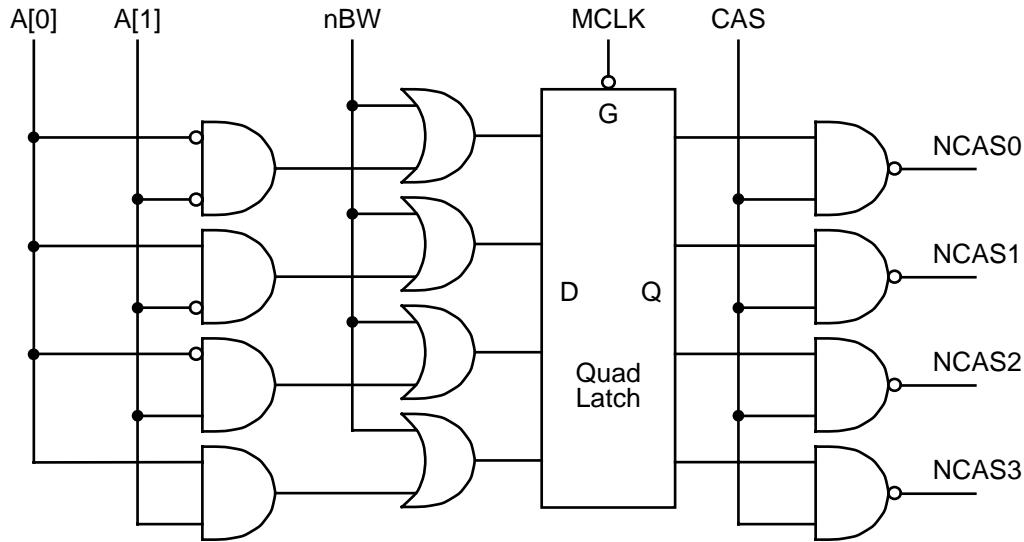 A[0] A[1] nBW MCLK CAS
G
NCAS0
NCAS1
D Q
NCAS2
Quad
Latch
NCAS3